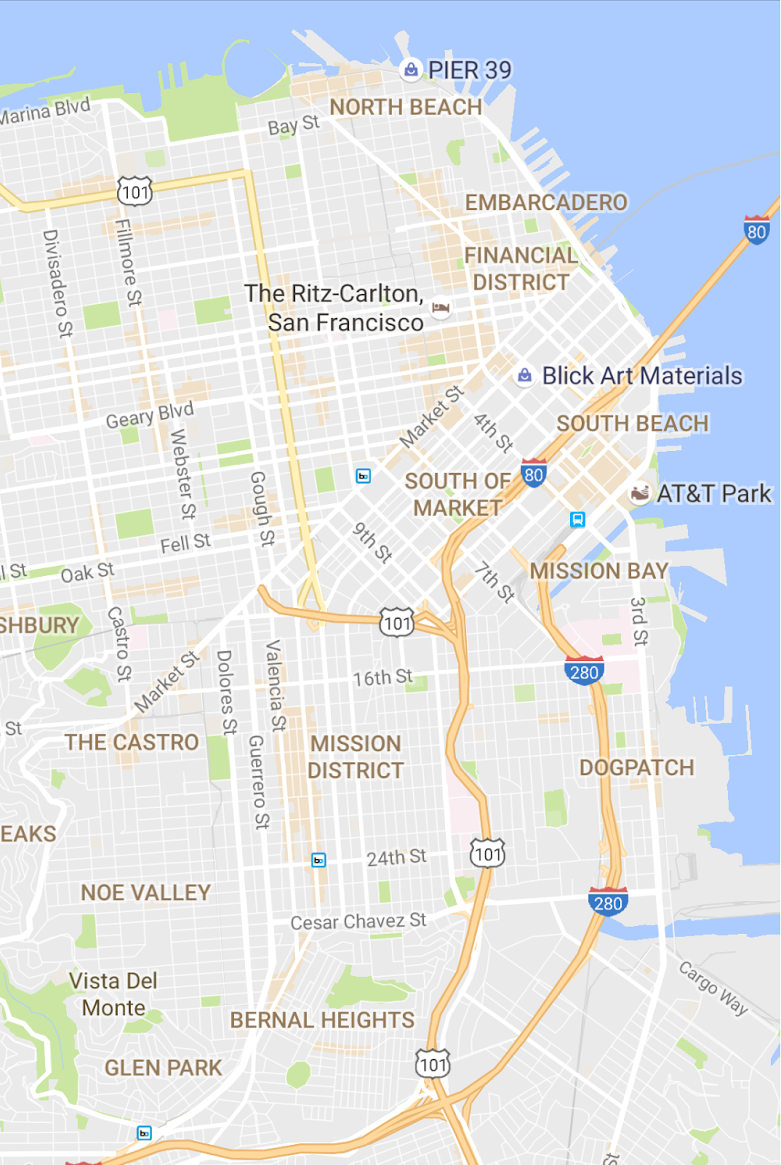 PIER 39
Marina Blvd
NORTH BEACH
Bay St
101
EMBARCADERO
80
Divisadero St
Fillmore St
FINANCIAL
DISTRICT
The Ritz-Carlton,
San Francisco
Blick Art Materials
Geary Blvd
Market St
4th St
SOUTH BEACH
Webster St
Gough St
SOUTH OF
MARKET
80
AT&T Park
Fell St
9th St
ll St
Oak St
7th St
MISSION BAY
SHBURY
Castro St
101
3rd St
Market St
Dolores St
Valencia St
16th St
280
St
THE CASTRO
Guerrero St
MISSION
DISTRICT
DOGPATCH
EAKS
24th St
101
NOE VALLEY
280
Cesar Chavez St
Vista Del
Monte
Cargo Way
BERNAL HEIGHTS
GLEN PARK
101